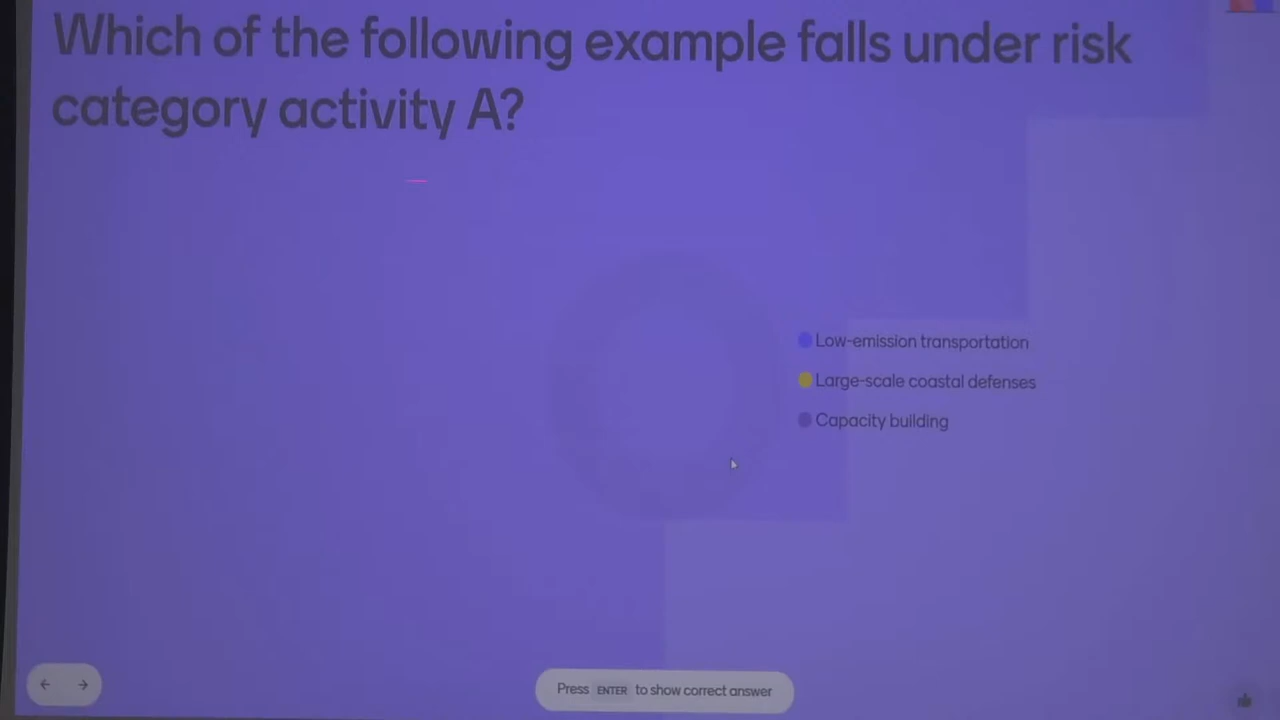 Which of the following example falls under risk
category activity A?
Low-emission transportation
Large-scale coastal defenses
Capacity building
Press ENTER to show correct answer